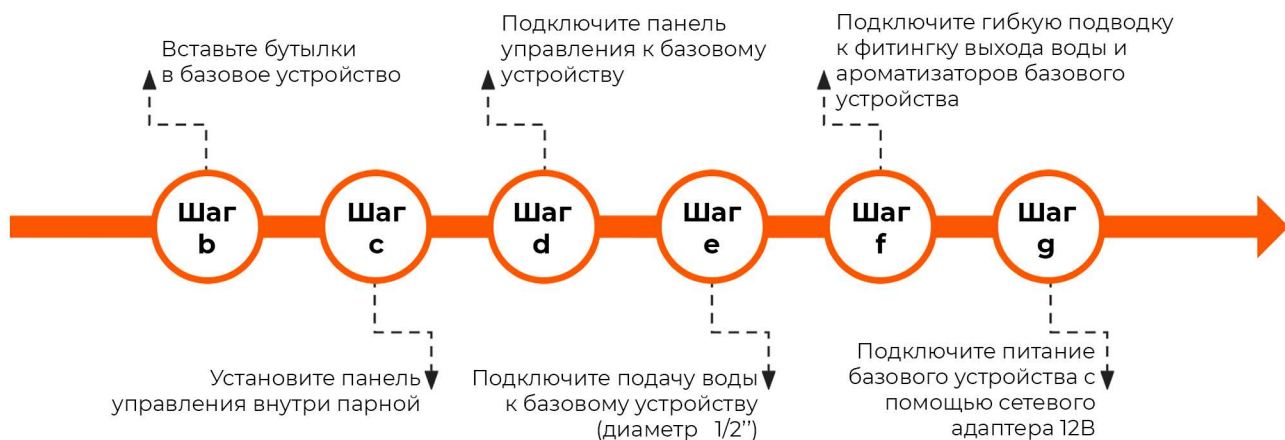 Вставьте бутылки
в базовое устройство
Подключите панель
управления к базовому
устройству
Подключите гибкую подводку
к фитингку выхода воды и
ароматизаторов базового
устройства
Шаг
b
Шаг
c
Шаг
d
Шаг
e
Шаг
f
Шаг
g
Установите панель
управления внутри парной
Подключите подачу воды
к базовому устройству
(диаметр 1/2’’)
Подключите питание
базового устройства с
помощью сетевого
адаптера 12В